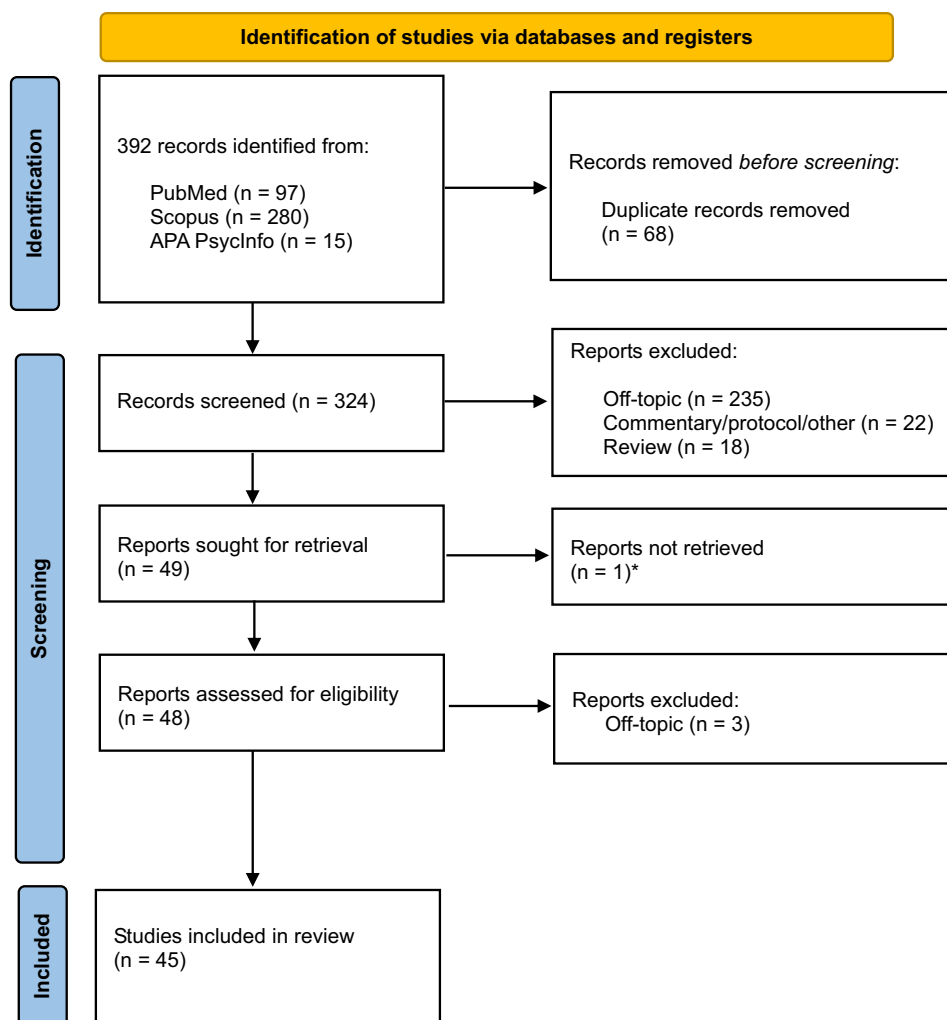 Identification of studies via databases and registers
Identification
392 records identified from:
PubMed (n = 97)
Scopus (n = 280)
APA PsycInfo (n = 15)
Records removed before screening:
Duplicate records removed
(n = 68)
Screening
Records screened (n = 324)
Reports excluded:
Off-topic (n = 235)
Commentary/protocol/other (n = 22)
Review (n = 18)
Reports sought for retrieval
(n = 49)
Reports not retrieved
(n = 1)*
Reports assessed for eligibility
(n = 48)
Reports excluded:
Off-topic (n = 3)
Included
Studies included in review
(n = 45)